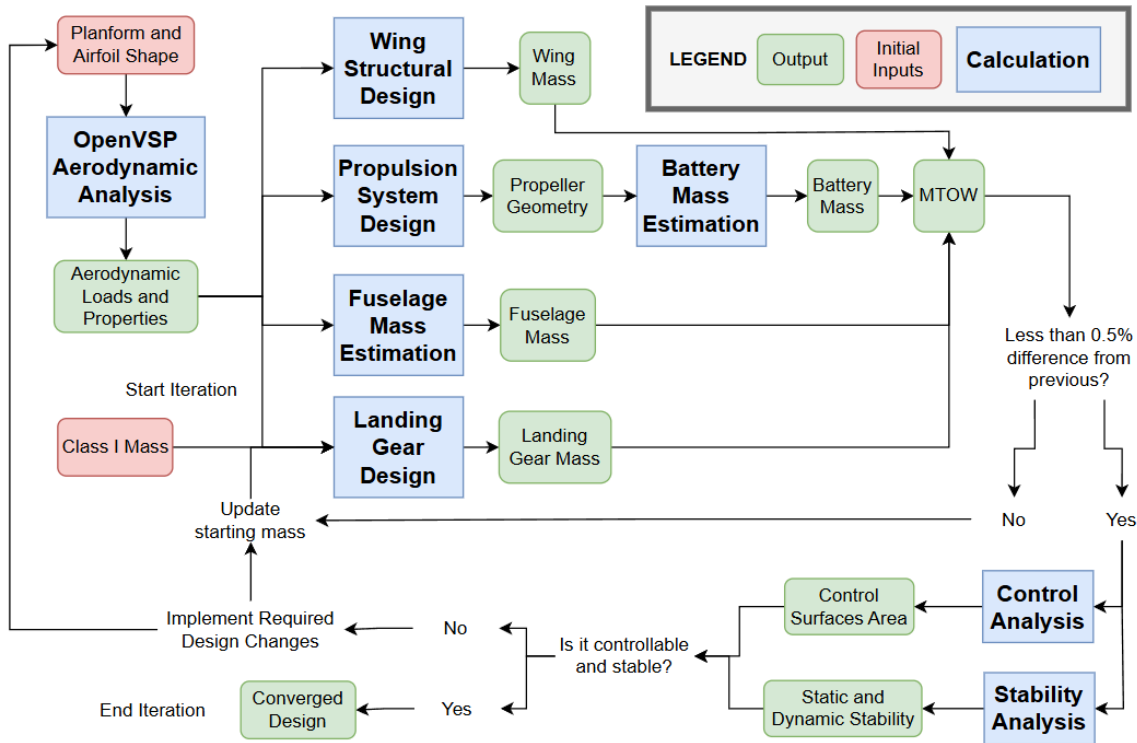 Planform and
Airfoil Shape
OpenVSP
Aerodynamic
Analysis
Aerodynamic
Loads and
Properties
Start Iteration
Class I Mass
Wing
Structural
Design
Wing
Mass
Propulsion
System
Design
Propeller
Geometry
Battery
Mass
Estimation
Battery
Mass
MTOW
Fuselage
Mass
Estimation
Fuselage
Mass
Landing
Gear
Design
Landing
Gear Mass
LEGEND
Output
Initial
Inputs
Calculation
Less than 0.5%
difference from
previous?
No
Yes
Update
starting mass
Control
Analysis
Control
Surfaces Area
Stability
Analysis
Static and
Dynamic Stability
Is it controllable
and stable?
No
Yes
Implement Required
Design Changes
Converged
Design
End Iteration